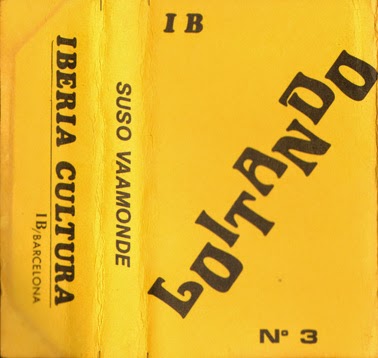 IBERIA CULTURA
IB/BARCELONA
SUSO VAAMONDE
IB
LOITANDO
Nº 3